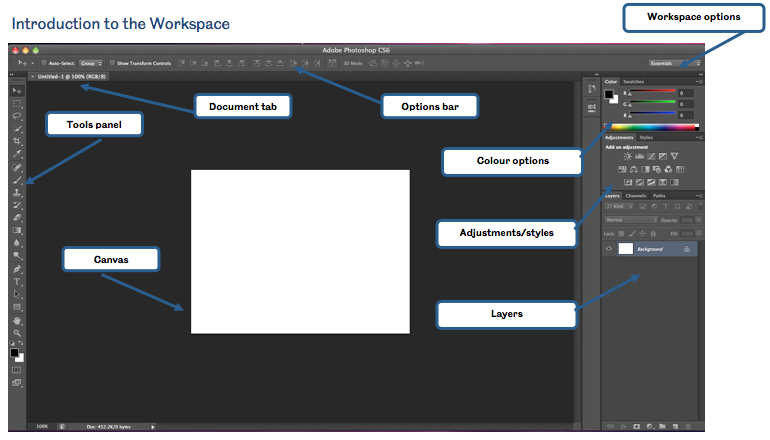 Introduction to the Workspace
Workspace options
Adobe Photoshop CS6
Auto-Select: Group Show Transform Controls 3D Mode: Essentials
× Untitled-1 @ 100% (RGB/8)
Document tab
Options bar
Tools panel
Color Swatches
R 0
G 0
B 0
Colour options
Adjustments Styles
Add an adjustment
Adjustments/styles
Layers Channels Paths
Kind
Normal Opacity:
Lock: Fill:
Background
Canvas
Layers
100% Doc: 452.2K/0 bytes